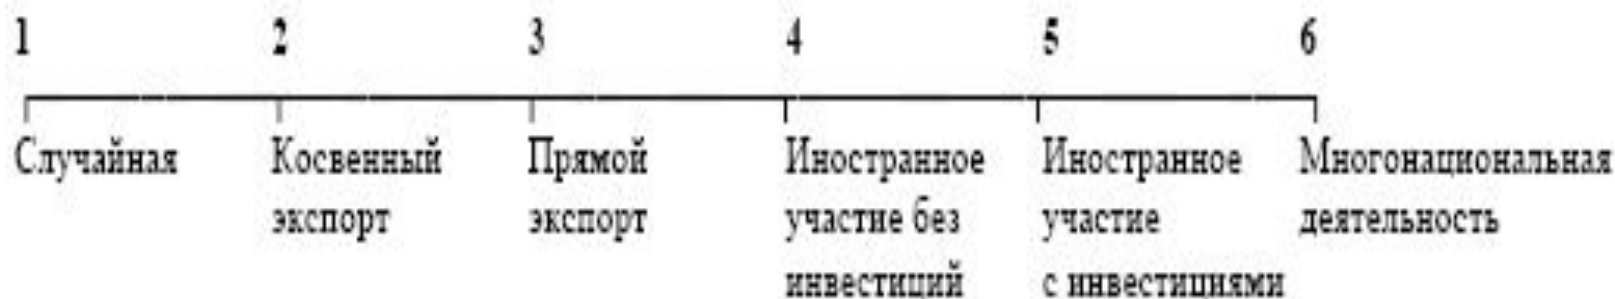 1 2 3 4 5 6
Случайная Косвенный Прямой Иностранное Иностранное Многонациональная
экспорт экспорт участие без участие деятельность
инвестиций с инвестициями